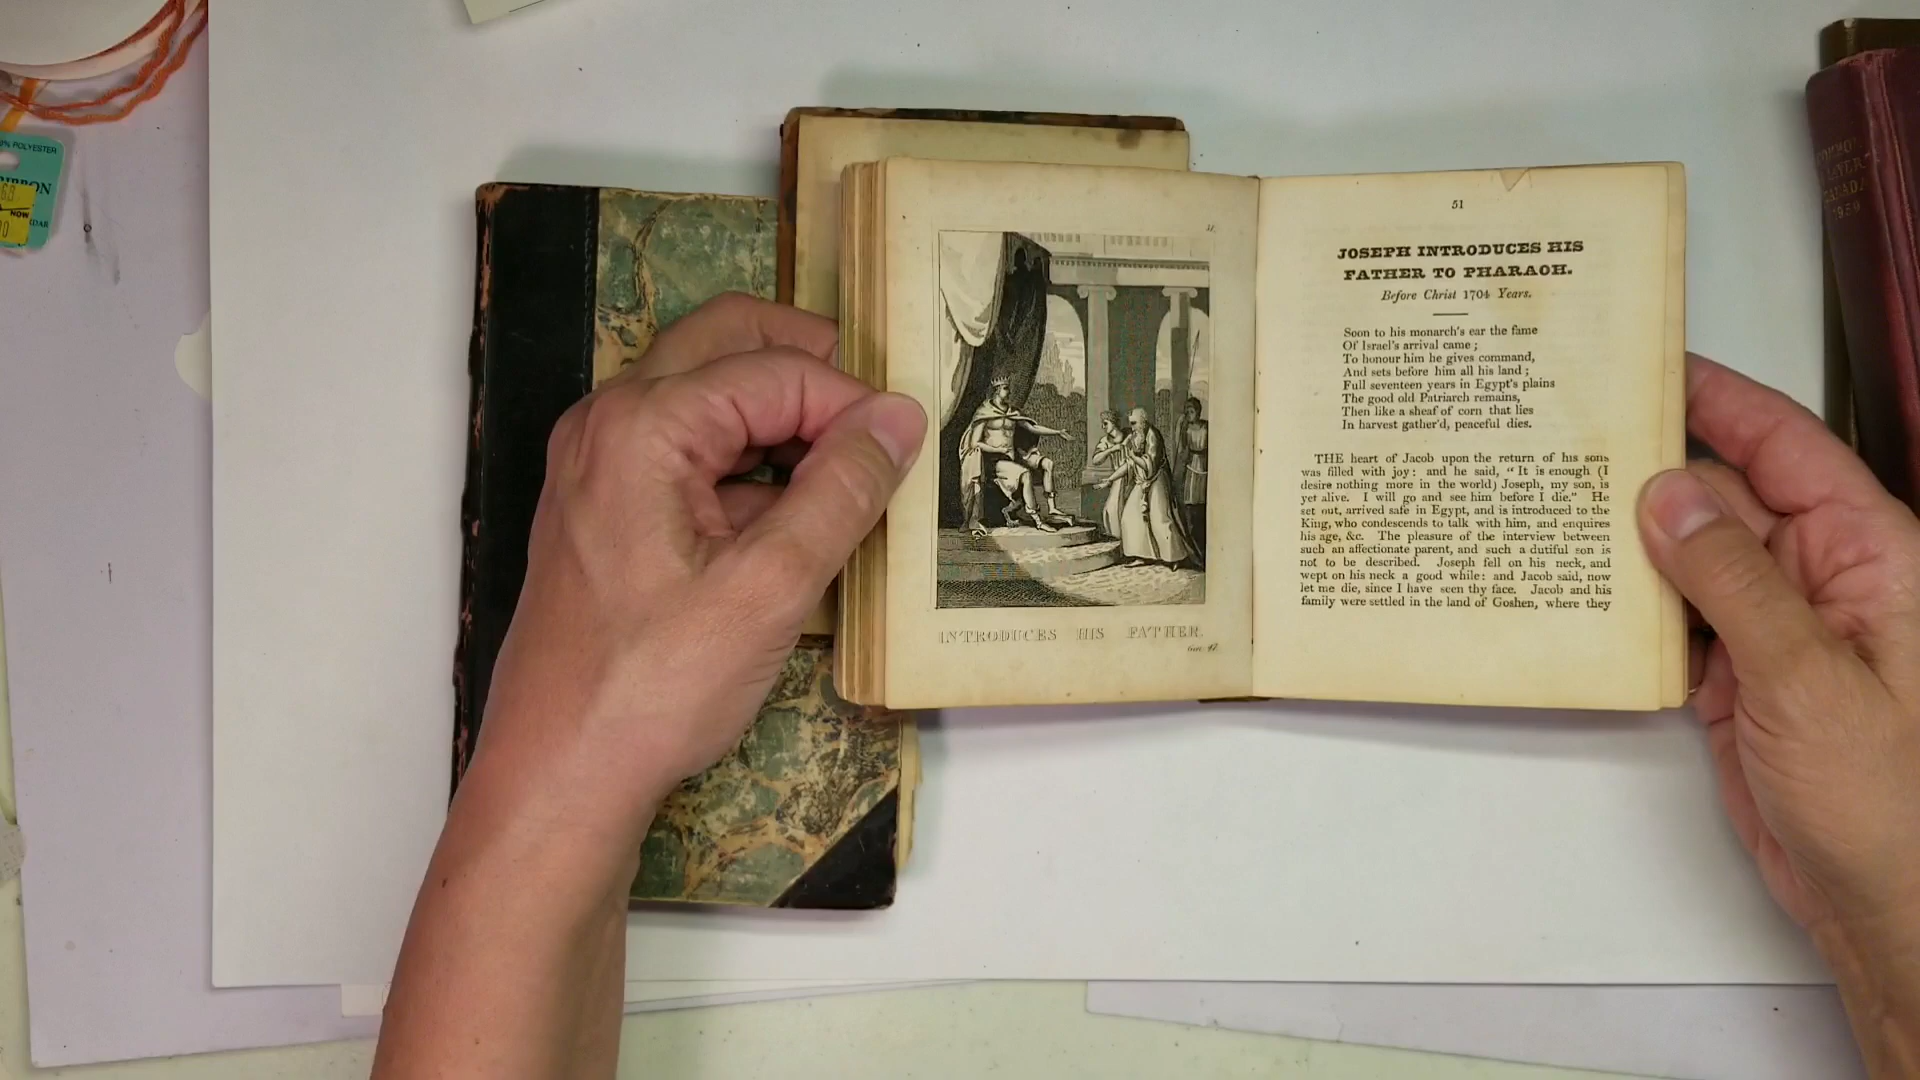 % POLYESTER
RIBBON
NOW
51.
INTRODUCES HIS FATHER.
Gen. 47.
51
JOSEPH INTRODUCES HIS
FATHER TO PHARAOH.
Before Christ 1704 Years.
Soon to his monarch's ear the fame
Of Israel's arrival came ;
To honour him he gives command,
And sets before him all his land ;
Full seventeen years in Egypt's plains
The good old Patriarch remains,
Then like a sheaf of corn that lies
In harvest gather'd, peaceful dies.
THE heart of Jacob upon the return of his sons
was filled with joy: and he said, “ It is enough (I
desire nothing more in the world) Joseph, my son, is
yet alive. I will go and see him before I die.” He
set out, arrived safe in Egypt, and is introduced to the
King, who condescends to talk with him, and enquires
his age, &c. The pleasure of the interview between
such an affectionate parent, and such a dutiful son is
not to be described. Joseph fell on his neck, and
wept on his neck a good while: and Jacob said, now
let me die, since I have seen thy face. Jacob and his
family were settled in the land of Goshen, where they
COMMON
PRAYER
CANADA
1959